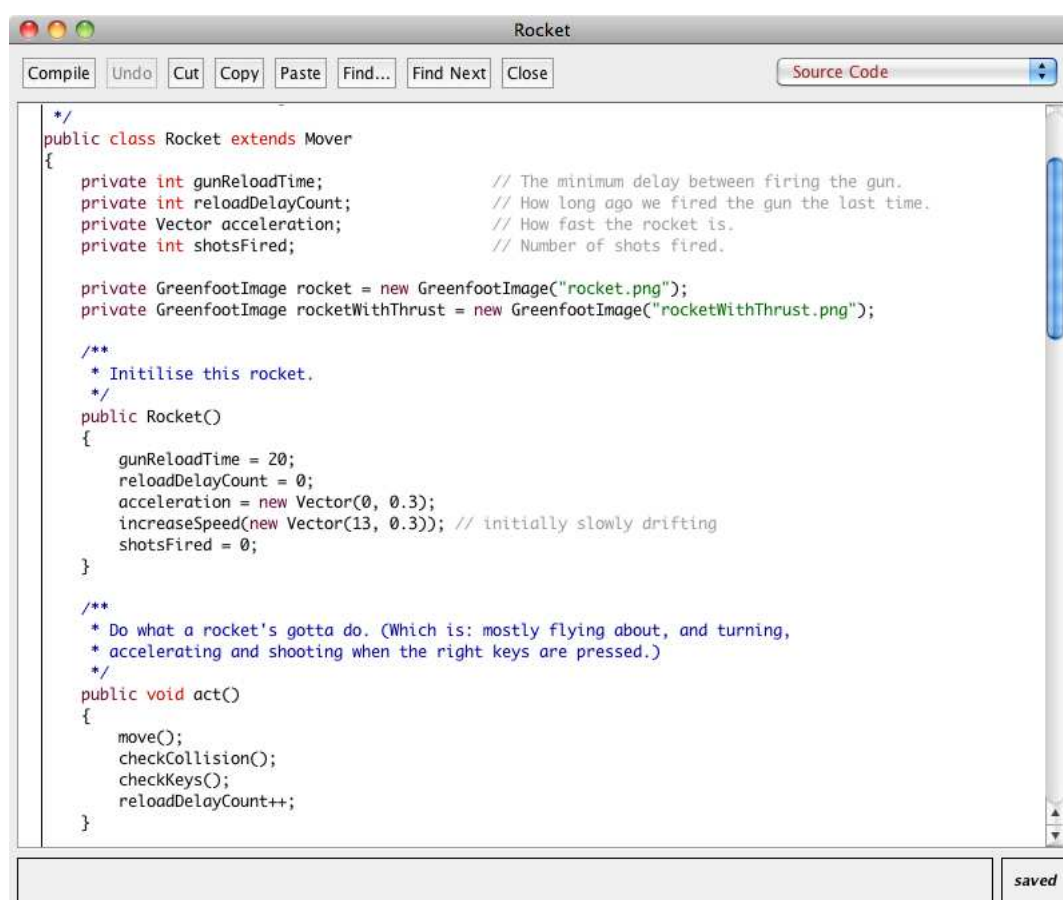 Rocket
Compile Undo Cut Copy Paste Find... Find Next Close Source Code
*/
public class Rocket extends Mover
{
private int gunReloadTime; // The minimum delay between firing the gun.
private int reloadDelayCount; // How long ago we fired the gun the last time.
private Vector acceleration; // How fast the rocket is.
private int shotsFired; // Number of shots fired.
private GreenfootImage rocket = new GreenfootImage("rocket.png");
private GreenfootImage rocketWithThrust = new GreenfootImage("rocketWithThrust.png");
/**
* Initilise this rocket.
*/
public Rocket()
{
gunReloadTime = 20;
reloadDelayCount = 0;
acceleration = new Vector(0, 0.3);
increaseSpeed(new Vector(13, 0.3)); // initially slowly drifting
shotsFired = 0;
}
/**
* Do what a rocket's gotta do. (Which is: mostly flying about, and turning,
* accelerating and shooting when the right keys are pressed.)
*/
public void act()
{
move();
checkCollision();
checkKeys();
reloadDelayCount++;
}
saved